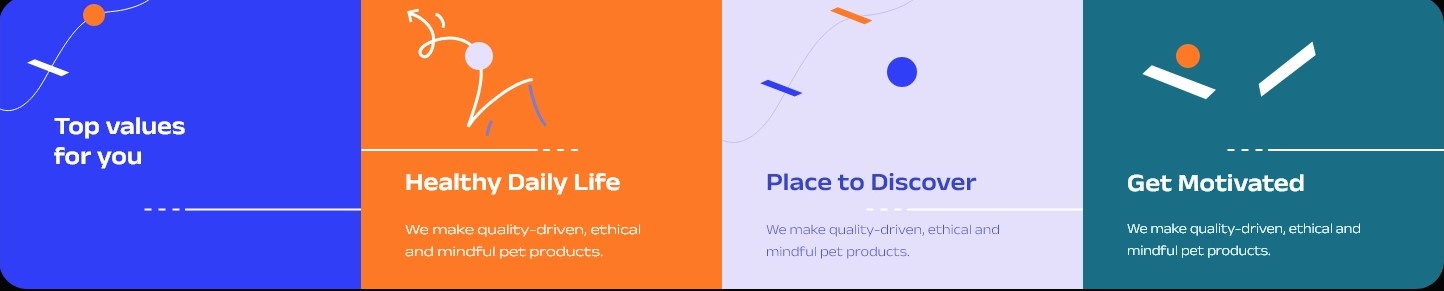 Top values
for you
Healthy Daily Life
We make quality-driven, ethical
and mindful pet products.
Place to Discover
We make quality-driven, ethical and
mindful pet products.
Get Motivated
We make quality-driven, ethical and
mindful pet products.